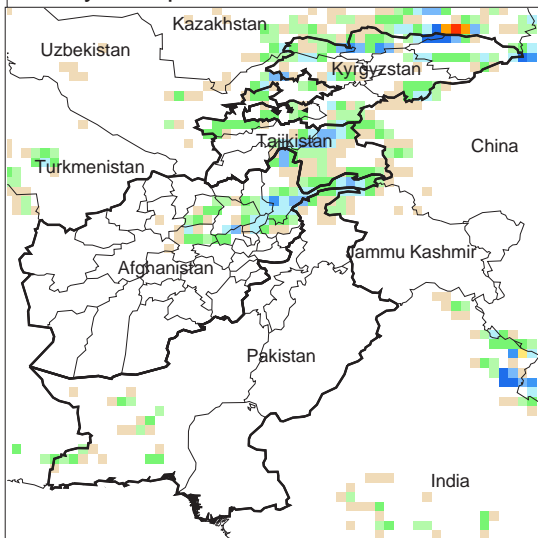 Kazakhstan
Uzbekistan
Kyrgyzstan
Tajikistan
China
Turkmenistan
Jammu Kashmir
Afghanistan
Pakistan
India